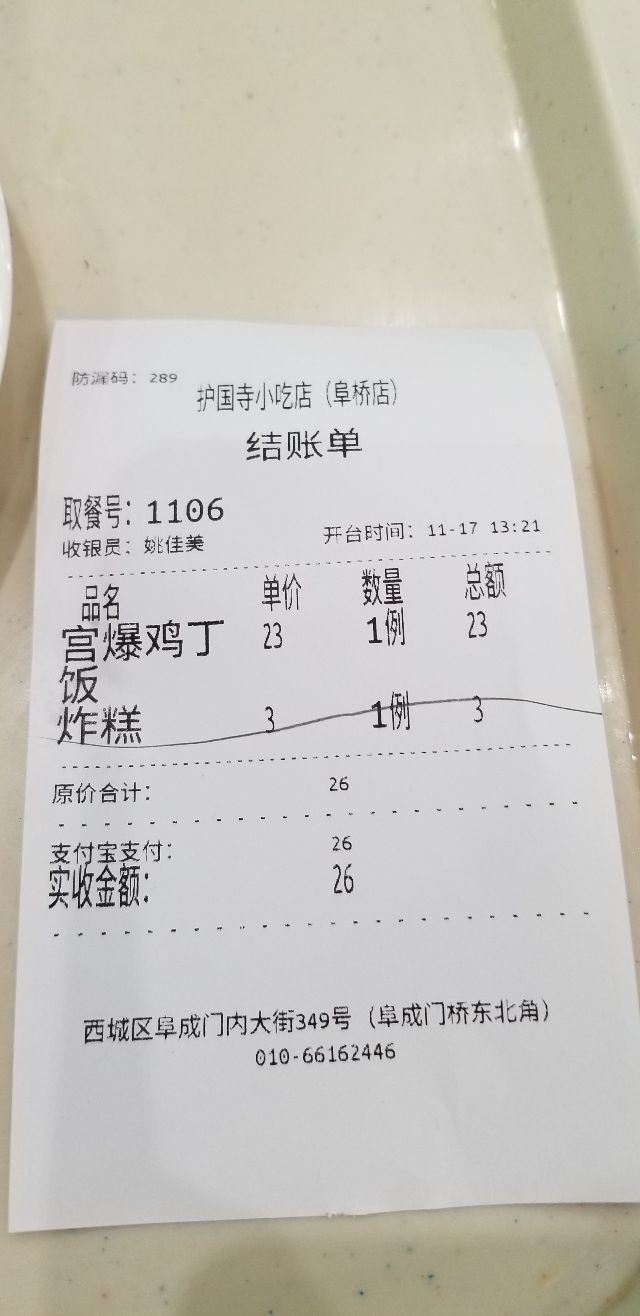 防漏码：289
护国寺小吃店（阜桥店）
结账单
取餐号：1106
收银员：姚佳美 开台时间：11-17 13:21
品名 单价 数量 总额
宫爆鸡丁 23 1例 23
饭
炸糕 3 1例 3
原价合计： 26
支付宝支付： 26
实收金额： 26
西城区阜成门内大街349号（阜成门桥东北角）
010-66162446